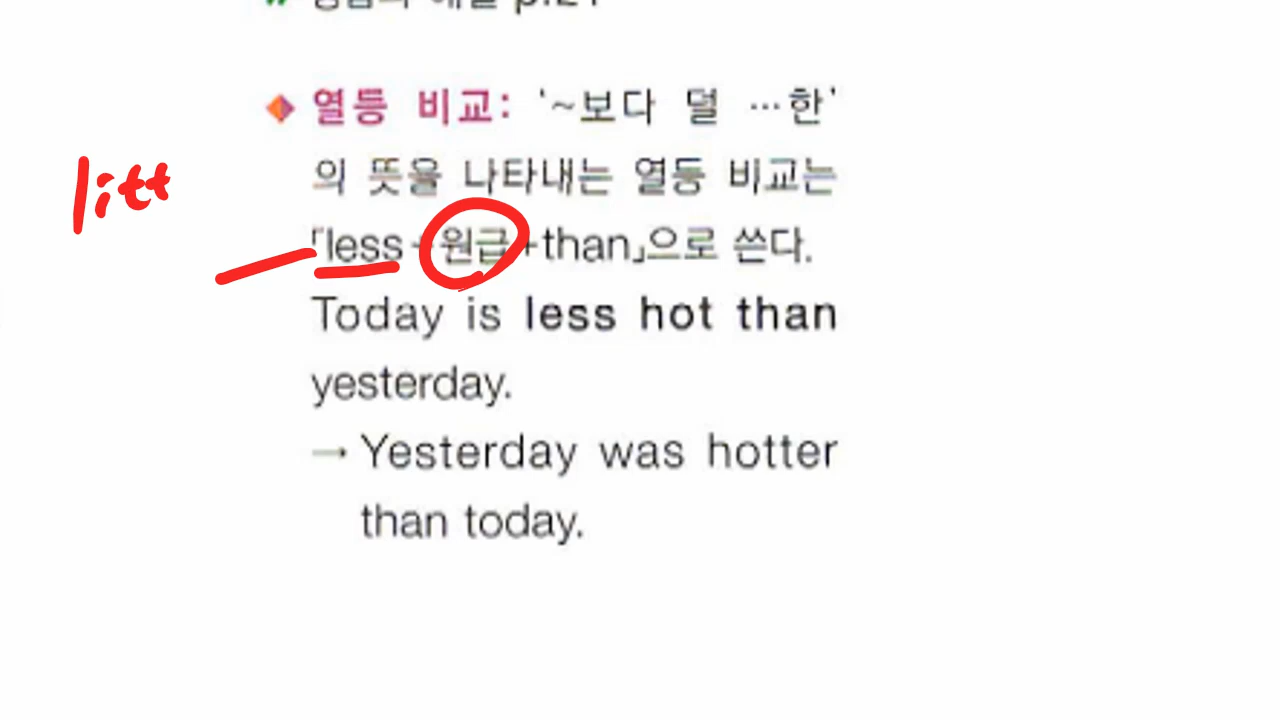 ◆ 열등 비교: '~보다 덜 …한'
의 뜻을 나타내는 열등 비교는
litt
「less+원급+than」으로 쓴다.
Today is less hot than
yesterday.
→ Yesterday was hotter
than today.